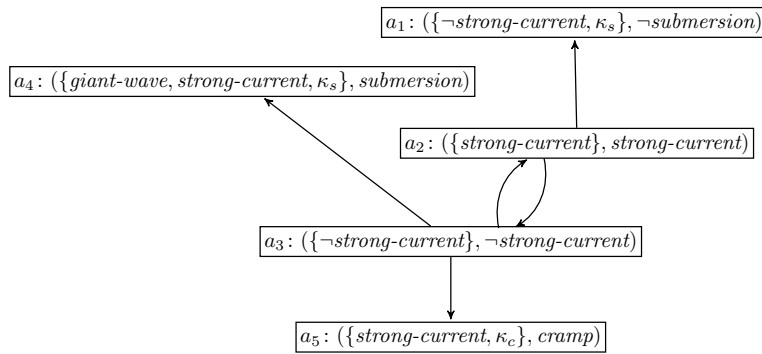 a₁: ({¬strong-current, κₛ}, ¬submersion)
a₄: ({giant-wave, strong-current, κₛ}, submersion)
a₂: ({strong-current}, strong-current)
a₃: ({¬strong-current}, ¬strong-current)
a₅: ({strong-current, κ_c}, cramp)